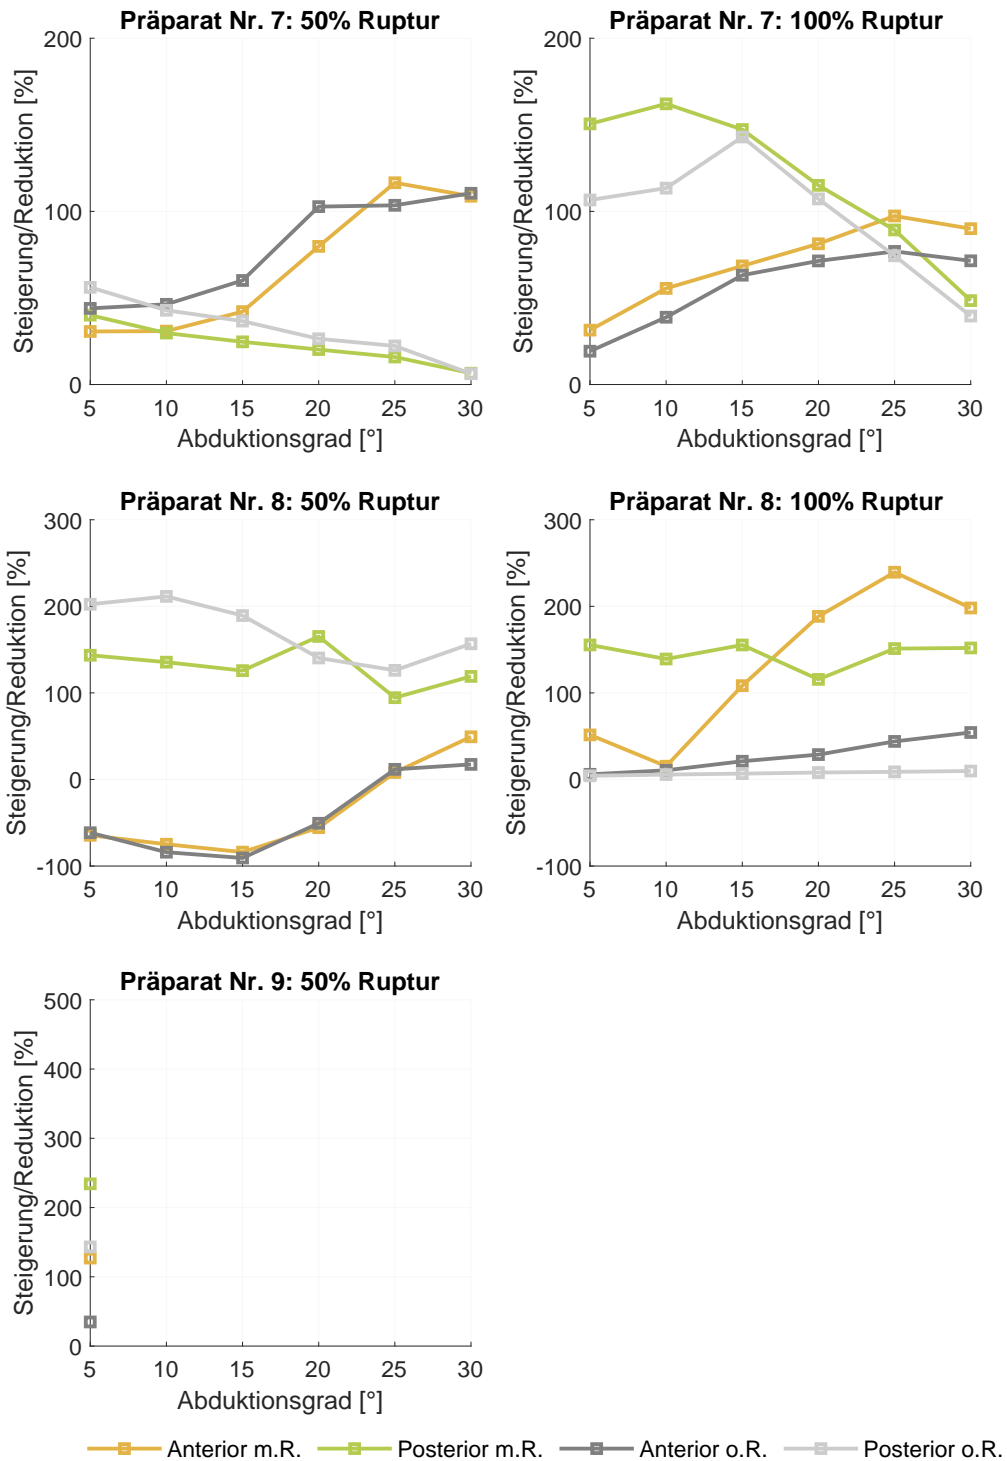 Präparat Nr. 7: 50% Ruptur
Steigerung/Reduktion [%]
200
100
0
5 10 15 20 25 30
Abduktionsgrad [°]
Präparat Nr. 7: 100% Ruptur
Steigerung/Reduktion [%]
200
100
0
5 10 15 20 25 30
Abduktionsgrad [°]
Präparat Nr. 8: 50% Ruptur
Steigerung/Reduktion [%]
300
200
100
0
-100
5 10 15 20 25 30
Abduktionsgrad [°]
Präparat Nr. 8: 100% Ruptur
Steigerung/Reduktion [%]
300
200
100
0
-100
5 10 15 20 25 30
Abduktionsgrad [°]
Präparat Nr. 9: 50% Ruptur
Steigerung/Reduktion [%]
500
400
300
200
100
0
5 10 15 20 25 30
Abduktionsgrad [°]
Anterior m.R. Posterior m.R. Anterior o.R. Posterior o.R.